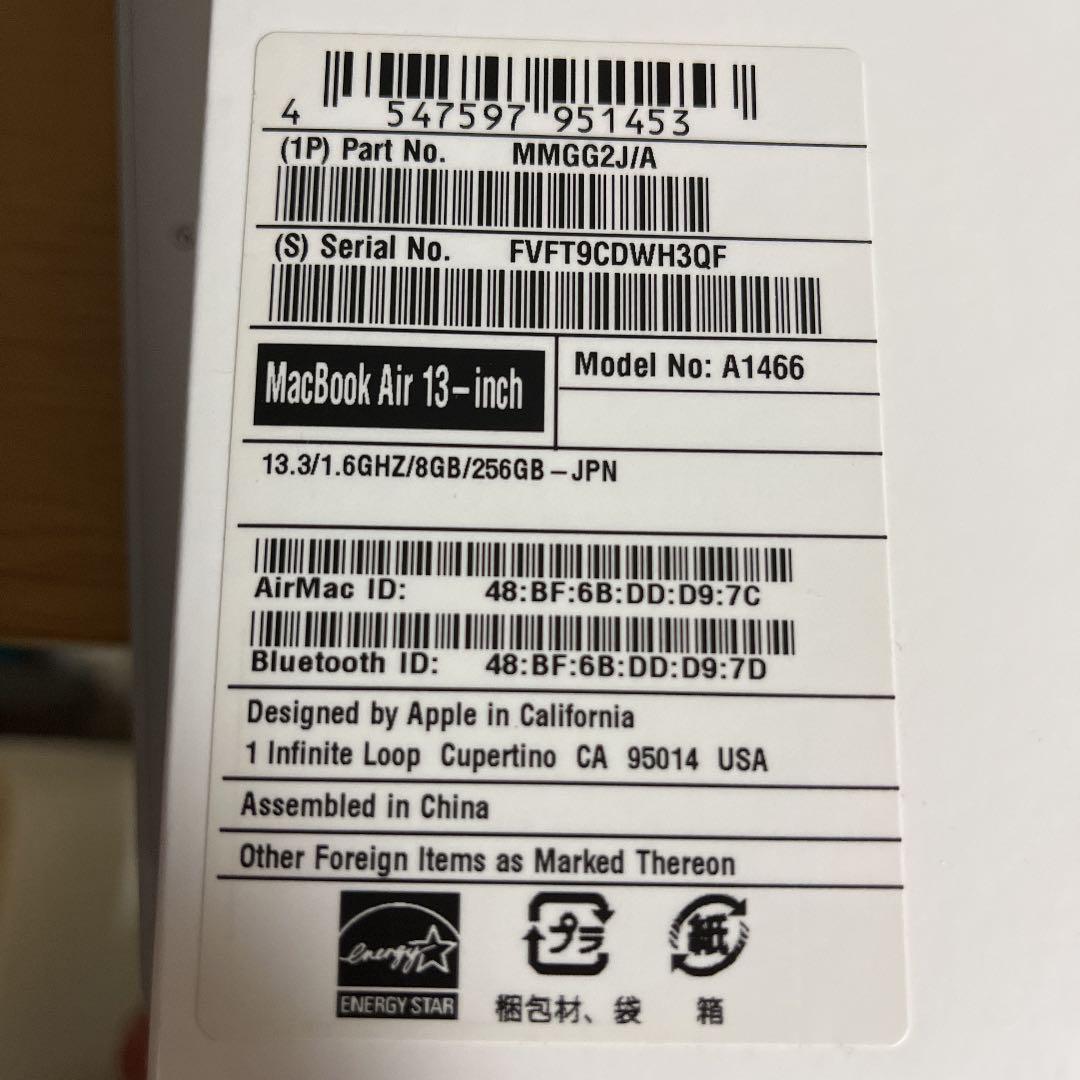 4 547597 951453
(1P) Part No. MMGG2J/A
(S) Serial No. FVFT9CDWH3QF
MacBook Air 13-inch
Model No: A1466
13.3/1.6GHZ/8GB/256GB-JPN
AirMac ID: 48:BF:6B:DD:D9:7C
Bluetooth ID: 48:BF:6B:DD:D9:7D
Designed by Apple in California
1 Infinite Loop Cupertino CA 95014 USA
Assembled in China
Other Foreign Items as Marked Thereon
energy
ENERGY STAR
プラ
梱包材、袋
紙
箱